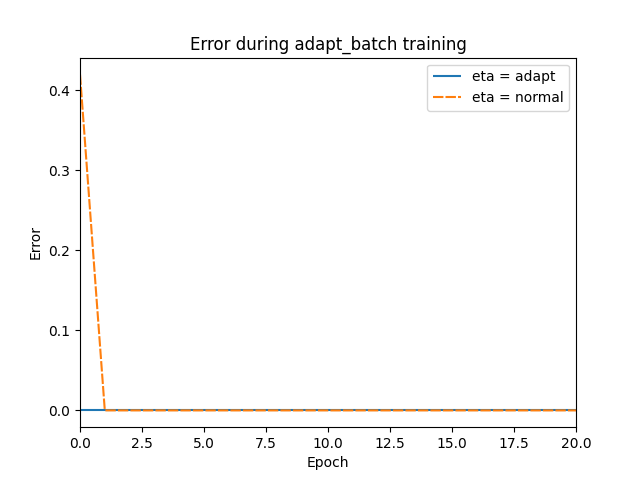 Error during adapt_batch training
eta = adapt
eta = normal
Error
0.4
0.3
0.2
0.1
0.0
0.0 2.5 5.0 7.5 10.0 12.5 15.0 17.5 20.0
Epoch